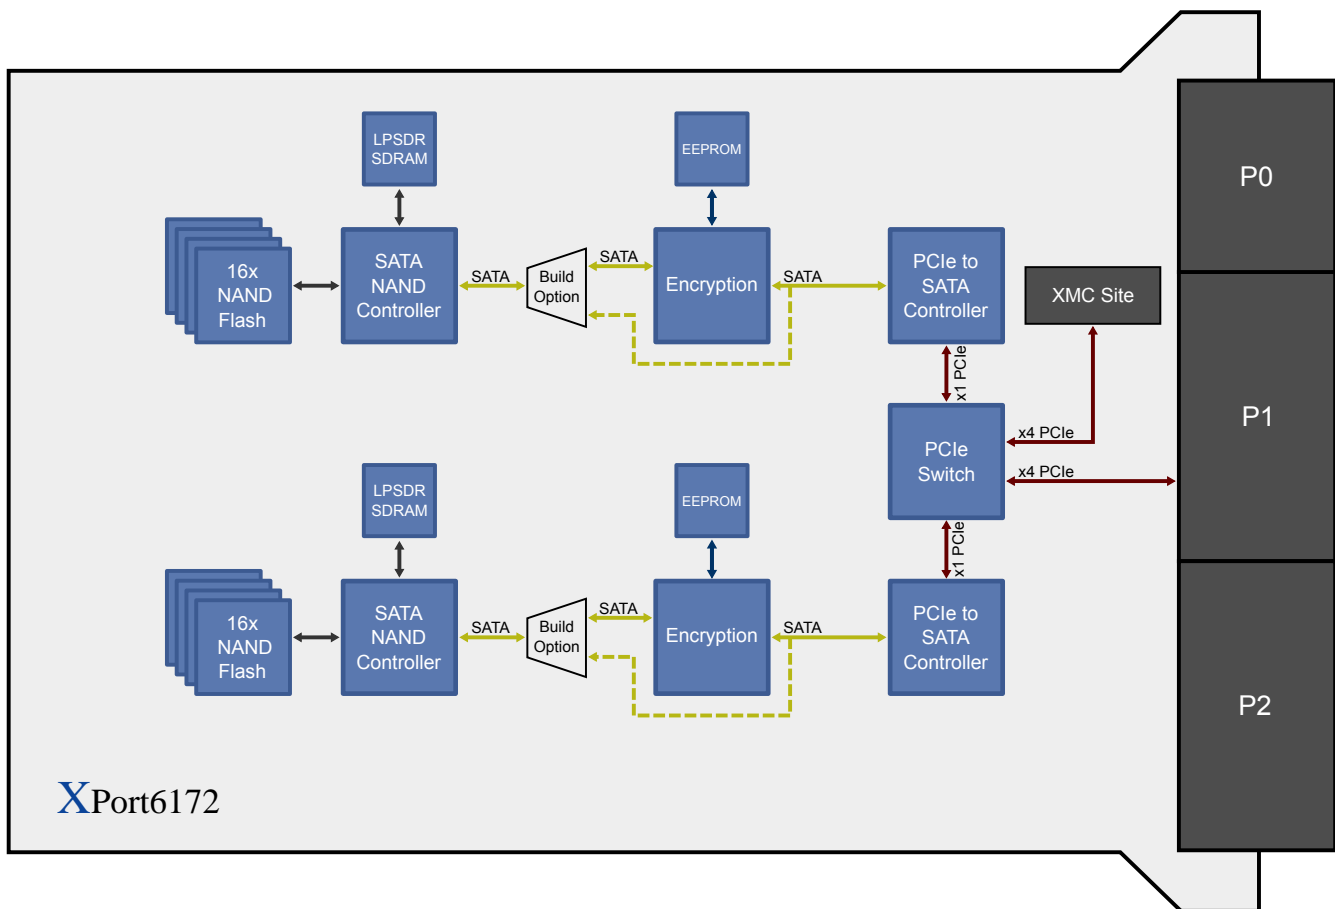 LPSDR
SDRAM
EEPROM
P0
16x
NAND
Flash
SATA
NAND
Controller
SATA
Build
Option
SATA
Encryption
SATA
PCIe to
SATA
Controller
XMC Site
x1 PCIe
P1
PCIe
Switch
x4 PCIe
x4 PCIe
x1 PCIe
LPSDR
SDRAM
EEPROM
16x
NAND
Flash
SATA
NAND
Controller
SATA
Build
Option
SATA
Encryption
SATA
PCIe to
SATA
Controller
P2
XPort6172